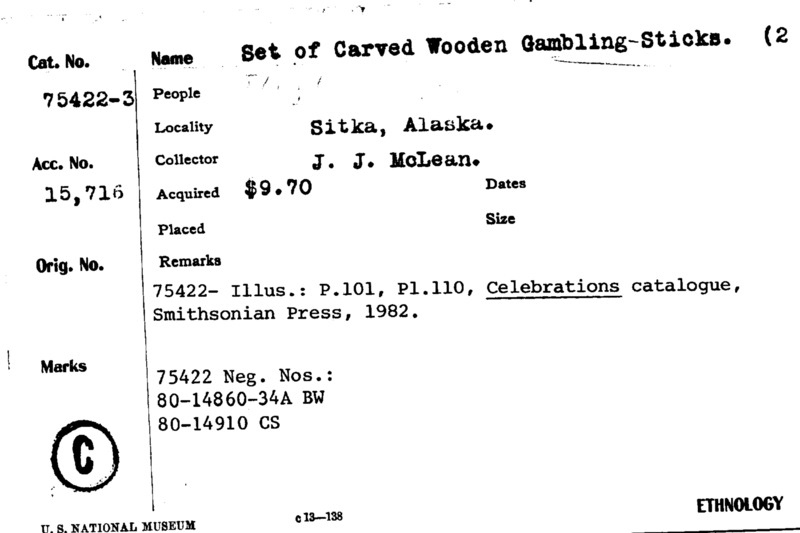 Cat. No.
Name Set of Carved Wooden Gambling-Sticks. (2
75422-3
People
Locality Sitka, Alaska.
Acc. No.
Collector J. J. McLean.
15,716
Acquired $9.70 Dates
Placed Size
Orig. No.
Remarks
75422- Illus.: P.101, Pl.110, Celebrations catalogue,
Smithsonian Press, 1982.
Marks
75422 Neg. Nos.:
80-14860-34A BW
80-14910 CS
C
U. S. NATIONAL MUSEUM
c 13—138
ETHNOLOGY